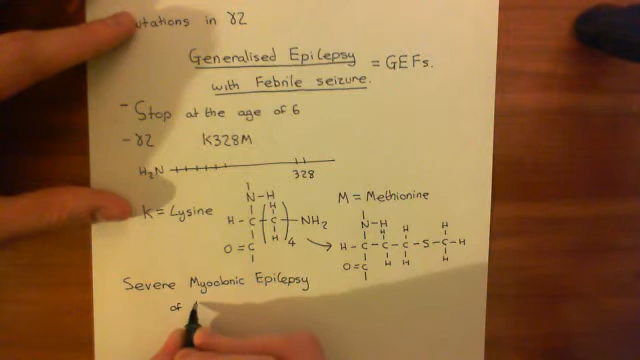 utations in γ2
Generalised Epilepsy
with Febrile seizure. = GEFs.
- Stop at the age of 6
- γ2 K328M
H₂N 328
K = Lysine
M = Methionine
N-H
H-C-(C)-NH₂
H H 4
O=C
N-H
H H H
H-C-C-C-S-C-H
H H H
O=C
Severe Myoclonic Epilepsy
of